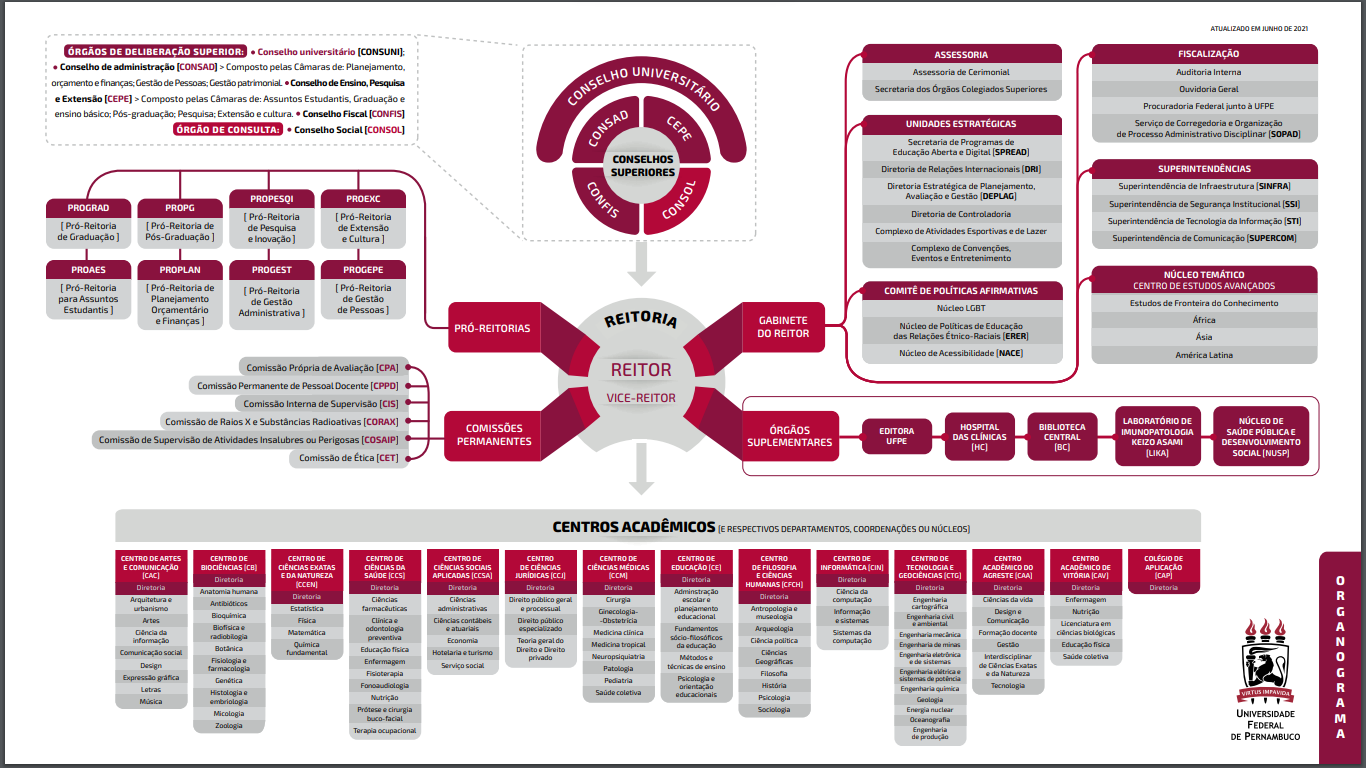 ATUALIZADO EM JUNHO DE 2021
ÓRGÃOS DE DELIBERAÇÃO SUPERIOR: • Conselho universitário [CONSUNI];
• Conselho de administração [CONSAD] > Composto pelas Câmaras de: Planejamento,
orçamento e finanças; Gestão de Pessoas; Gestão patrimonial. • Conselho de Ensino, Pesquisa
e Extensão [CEPE] > Composto pelas Câmaras de: Assuntos Estudantis, Graduação e
ensino básico; Pós-graduação; Pesquisa; Extensão e cultura. • Conselho Fiscal [CONFIS]
ÓRGÃO DE CONSULTA: • Conselho Social [CONSOL]
CONSELHO UNIVERSITÁRIO
CONSAD
CEPE
CONSELHOS
SUPERIORES
CONFIS
CONSOL
PROGRAD
[ Pró-Reitoria
de Graduação ]
PROPG
[ Pró-Reitoria de
Pós-Graduação ]
PROPESQI
[ Pró-Reitoria
de Pesquisa
e Inovação ]
PROEXC
[ Pró-Reitoria
de Extensão
e Cultura ]
PROAES
[ Pró-Reitoria
para Assuntos
Estudantis ]
PROPLAN
[ Pró-Reitoria de
Planejamento
Orçamentário
e Finanças ]
PROGEST
[ Pró-Reitoria
de Gestão
Administrativa ]
PROGEPE
[ Pró-Reitoria
de Gestão
de Pessoas ]
PRÓ-REITORIAS
REITORIA
REITOR
VICE-REITOR
GABINETE
DO REITOR
ASSESSORIA
Assessoria de Cerimonial
Secretaria dos Órgãos Colegiados Superiores
UNIDADES ESTRATÉGICAS
Secretaria de Programas de
Educação Aberta e Digital [SPREAD]
Diretoria de Relações Internacionais [DRI]
Diretoria Estratégica de Planejamento,
Avaliação e Gestão [DEPLAG]
Diretoria de Controladoria
Complexo de Atividades Esportivas e de Lazer
Complexo de Convenções,
Eventos e Entretenimento
COMITÊ DE POLÍTICAS AFIRMATIVAS
Núcleo LGBT
Núcleo de Políticas de Educação
das Relações Étnico-Raciais [ERER]
Núcleo de Acessibilidade [NACE]
FISCALIZAÇÃO
Auditoria Interna
Ouvidoria Geral
Procuradoria Federal junto à UFPE
Serviço de Corregedoria e Organização
de Processo Administrativo Disciplinar [SOPAD]
SUPERINTENDÊNCIAS
Superintendência de Infraestrutura [SINFRA]
Superintendência de Segurança Institucional [SSI]
Superintendência de Tecnologia da Informação [STI]
Superintendência de Comunicação [SUPERCOM]
NÚCLEO TEMÁTICO
CENTRO DE ESTUDOS AVANÇADOS
Estudos de Fronteira do Conhecimento
África
Ásia
América Latina
Comissão Própria de Avaliação [CPA]
Comissão Permanente de Pessoal Docente [CPPD]
Comissão Interna de Supervisão [CIS]
Comissão de Raios X e Substâncias Radioativas [CORAX]
Comissão de Supervisão de Atividades Insalubres ou Perigosas [COSAIP]
Comissão de Ética [CET]
COMISSÕES
PERMANENTES
ÓRGÃOS
SUPLEMENTARES
EDITORA
UFPE
HOSPITAL
DAS CLÍNICAS
[HC]
BIBLIOTECA
CENTRAL
[BC]
LABORATÓRIO DE
IMUNOPATOLOGIA
KEIZO ASAMI
[LIKA]
NÚCLEO DE
SAÚDE PÚBLICA E
DESENVOLVIMENTO
SOCIAL [NUSP]
CENTROS ACADÊMICOS [E RESPECTIVOS DEPARTAMENTOS, COORDENAÇÕES OU NÚCLEOS]
CENTRO DE ARTES
E COMUNICAÇÃO
[CAC]
Diretoria
Arquitetura e
urbanismo
Artes
Ciência da
informação
Comunicação social
Design
Expressão gráfica
Letras
Música
CENTRO DE
BIOCIÊNCIAS [CB]
Diretoria
Anatomia humana
Antibióticos
Bioquímica
Biofísica e
radiobilogia
Botânica
Fisiologia e
farmacologia
Genética
Histologia e
embriologia
Micologia
Zoologia
CENTRO DE
CIÊNCIAS EXATAS
E DA NATUREZA
[CCEN]
Diretoria
Estatística
Física
Matemática
Química
fundamental
CENTRO DE
CIÊNCIAS DA
SAÚDE [CCS]
Diretoria
Ciências
farmacêuticas
Clínica e
odontologia
preventiva
Educação física
Enfermagem
Fisioterapia
Fonoaudiologia
Nutrição
Prótese e cirurgia
buco-facial
Terapia ocupacional
CENTRO DE
CIÊNCIAS SOCIAIS
APLICADAS [CCSA]
Diretoria
Ciências
administrativas
Ciências contábeis
e atuariais
Economia
Hotelaria e turismo
Serviço social
CENTRO
DE CIÊNCIAS
JURÍDICAS [CCJ]
Diretoria
Direito público geral
e processual
Direito público
especializado
Teoria geral do
Direito e Direito
privado
CENTRO DE
CIÊNCIAS MÉDICAS
[CCM]
Diretoria
Cirurgia
Ginecologia-
-Obstetrícia
Medicina clínica
Medicina tropical
Neuropsiquiatria
Patologia
Pediatria
Saúde coletiva
CENTRO DE
EDUCAÇÃO [CE]
Diretoria
Adminstração
escolar e
planejamento
educacional
Fundamentos
sócio-filosóficos
da educação
Métodos e
técnicas de ensino
Psicologia e
orientação
educacionais
CENTRO
DE FILOSOFIA
E CIÊNCIAS
HUMANAS [CFCH]
Diretoria
Antropologia e
museologia
Arqueologia
Ciência política
Ciências
Geográficas
Filosofia
História
Psicologia
Sociologia
CENTRO DE
INFORMÁTICA [CIN]
Diretoria
Ciência da
computação
Informação
e sistemas
Sistemas da
computação
CENTRO DE
TECNOLOGIA E
GEOCIÊNCIAS [CTG]
Diretoria
Engenharia
cartográfica
Engenharia civil
e ambiental
Engenharia mecânica
Engenharia de minas
Engenharia eletrônica
e de sistemas
Engenharia elétrica e
sistemas de potência
Engenharia química
Geologia
Energia nuclear
Oceanografia
Engenharia
de produção
CENTRO
ACADÊMICO DO
AGRESTE [CAA]
Diretoria
Ciências da vida
Design e
Comunicação
Formação docente
Gestão
Interdisciplinar
de Ciências Exatas
e da Natureza
Tecnologia
CENTRO
ACADÊMICO DE
VITÓRIA [CAV]
Diretoria
Enfermagem
Nutrição
Licenciatura em
ciências biológicas
Educação física
Saúde coletiva
COLÉGIO DE
APLICAÇÃO
[CAP]
Diretoria
VIRTUS IMPAVIDA
UNIVERSIDADE
FEDERAL
DE PERNAMBUCO
ORGANOGRAMA